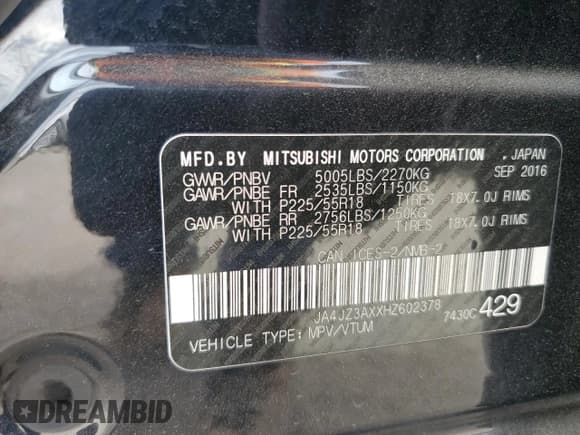 MFD.BY MITSUBISHI MOTORS CORPORATION, JAPAN
GVWR/PNBV 5005LBS/2270KG SEP 2016
GAWR/PNBE FR 2535LBS/1150KG
WITH P225/55R18 TIRES 18X7.0J RIMS
GAWR/PNBE RR 2756LBS/1250KG
WITH P225/55R18 TIRES 18X7.0J RIMS
CAN ICES-2/NMB-2
JA4JZ3AXXHZ602378
7430C 429
VEHICLE TYPE: MPV/VTUM
DREAMBID